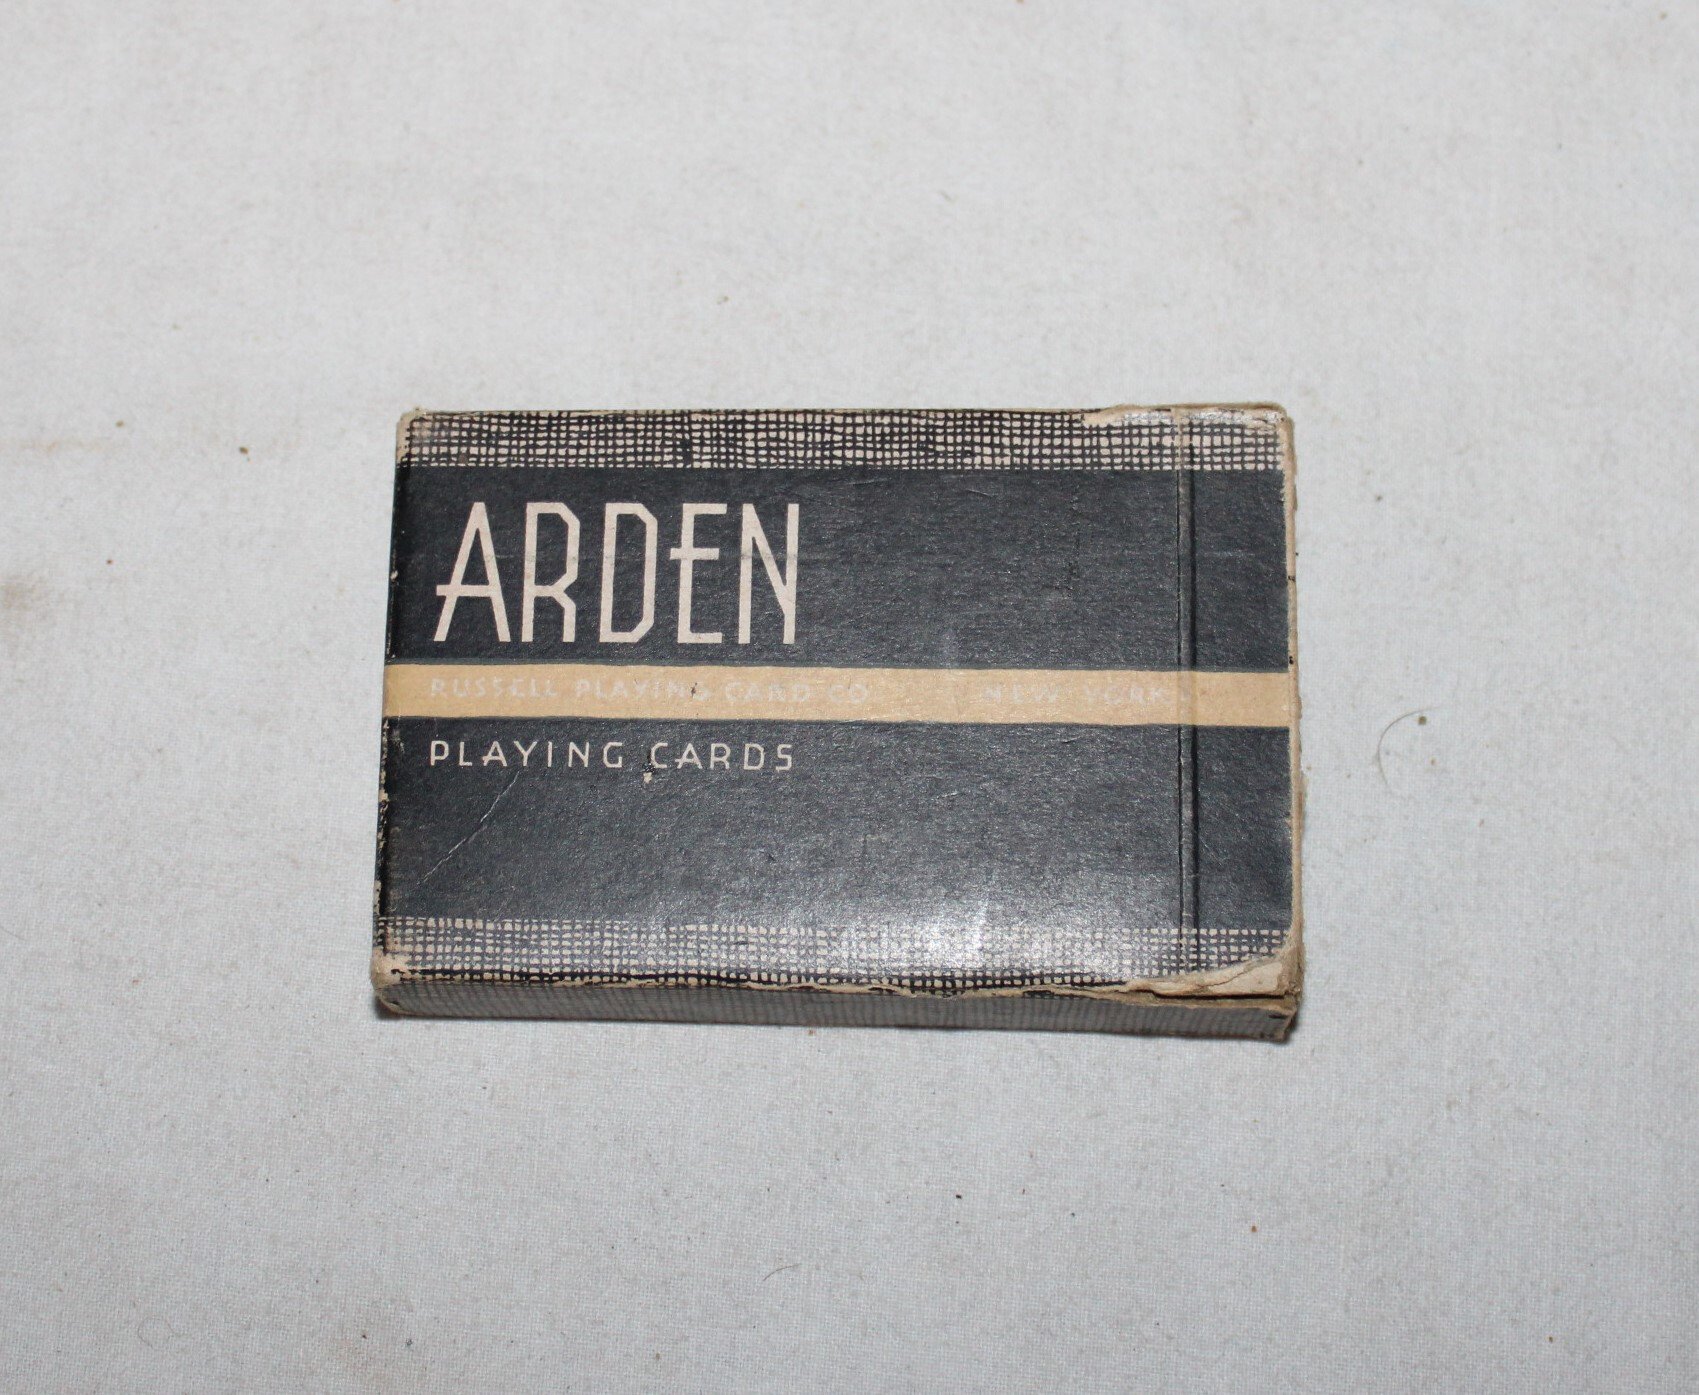 ARDEN
RUSSELL PLAYING CARD CO. NEW YORK
PLAYING CARDS